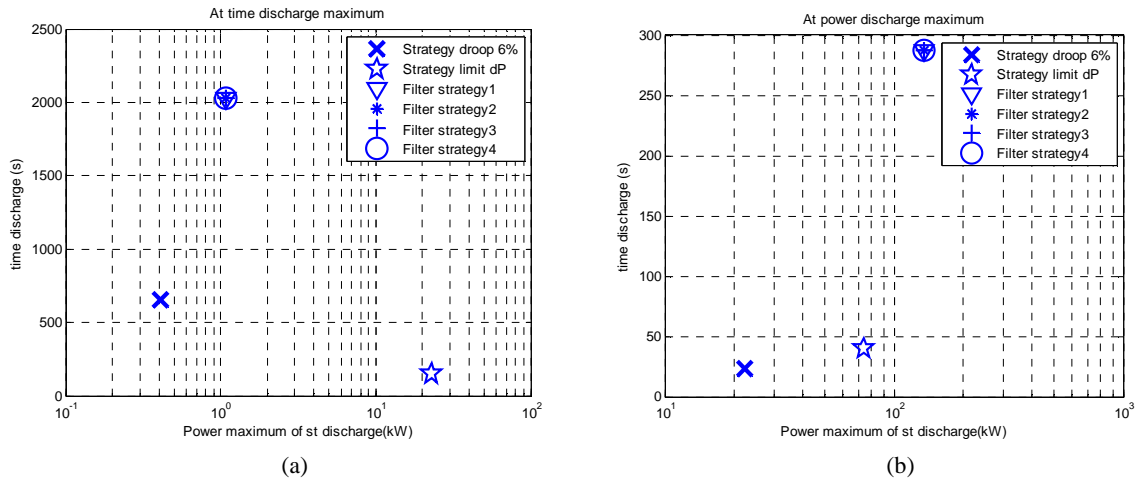 At time discharge maximum
2500
2000
1500
1000
500
0
time discharge (s)
10^-1
10^0
10^1
10^2
Power maximum of st discharge(kW)
Strategy droop 6%
Strategy limit dP
Filter strategy1
Filter strategy2
Filter strategy3
Filter strategy4
(a)
At power discharge maximum
300
250
200
150
100
50
0
time discharge (s)
10^1
10^2
10^3
Power maximum of st discharge(kW)
Strategy droop 6%
Strategy limit dP
Filter strategy1
Filter strategy2
Filter strategy3
Filter strategy4
(b)